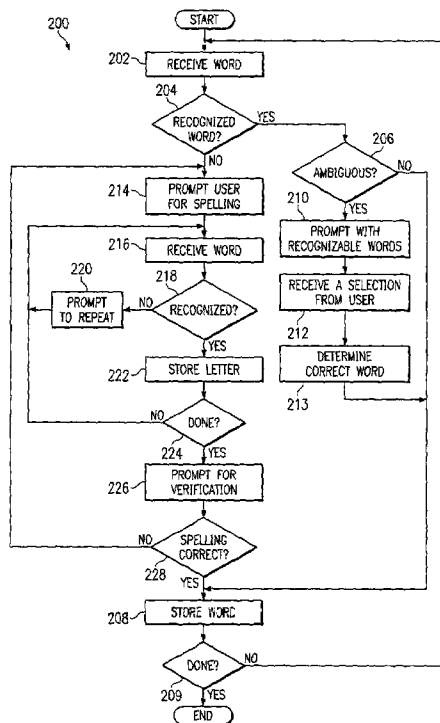 200
START
202
RECEIVE WORD
204
RECOGNIZED
WORD?
YES
NO
206
AMBIGUOUS?
NO
YES
214
PROMPT USER
FOR SPELLING
210
PROMPT WITH
RECOGNIZABLE WORDS
216
RECEIVE WORD
220
PROMPT
TO REPEAT
218
NO
RECOGNIZED?
YES
RECEIVE A SELECTION
FROM USER
212
222
STORE LETTER
DETERMINE
CORRECT WORD
213
NO
DONE?
224
YES
226
PROMPT FOR
VERIFICATION
NO
SPELLING
CORRECT?
228
YES
208
STORE WORD
DONE?
NO
209
YES
END